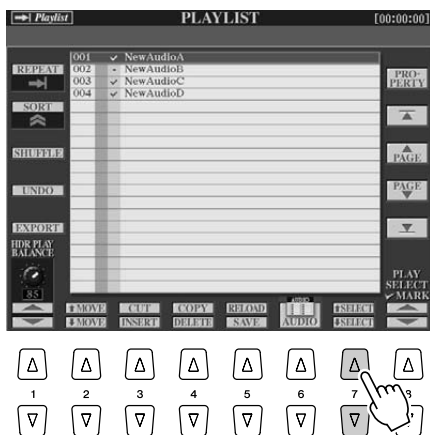 Playlist PLAYLIST [00:00:00]
001 ✓ NewAudioA
002 - NewAudioB
003 ✓ NewAudioC
004 ✓ NewAudioD
REPEAT
SORT
SHUFFLE
UNDO
EXPORT
HDR PLAY
BALANCE
85
PRO-
PERTY
PAGE
PAGE
PLAY
SELECT
✓ MARK
MOVE CUT COPY RELOAD AUDIO SELECT
MOVE INSERT DELETE SAVE AUDIO SELECT
1 2 3 4 5 6 7 8